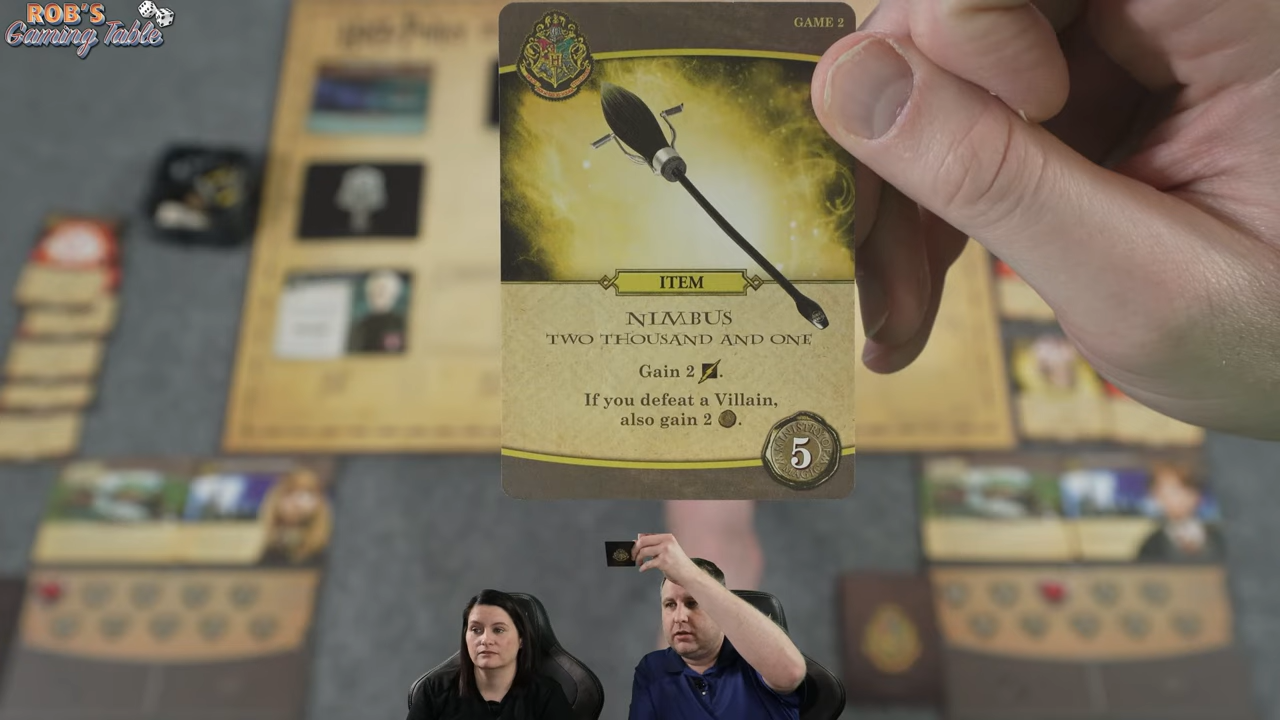 ROB'S
Gaming Table
GAME 2
ITEM
NIMBUS
TWO THOUSAND AND ONE
Gain 2 .
If you defeat a Villain,
also gain 2 .
5